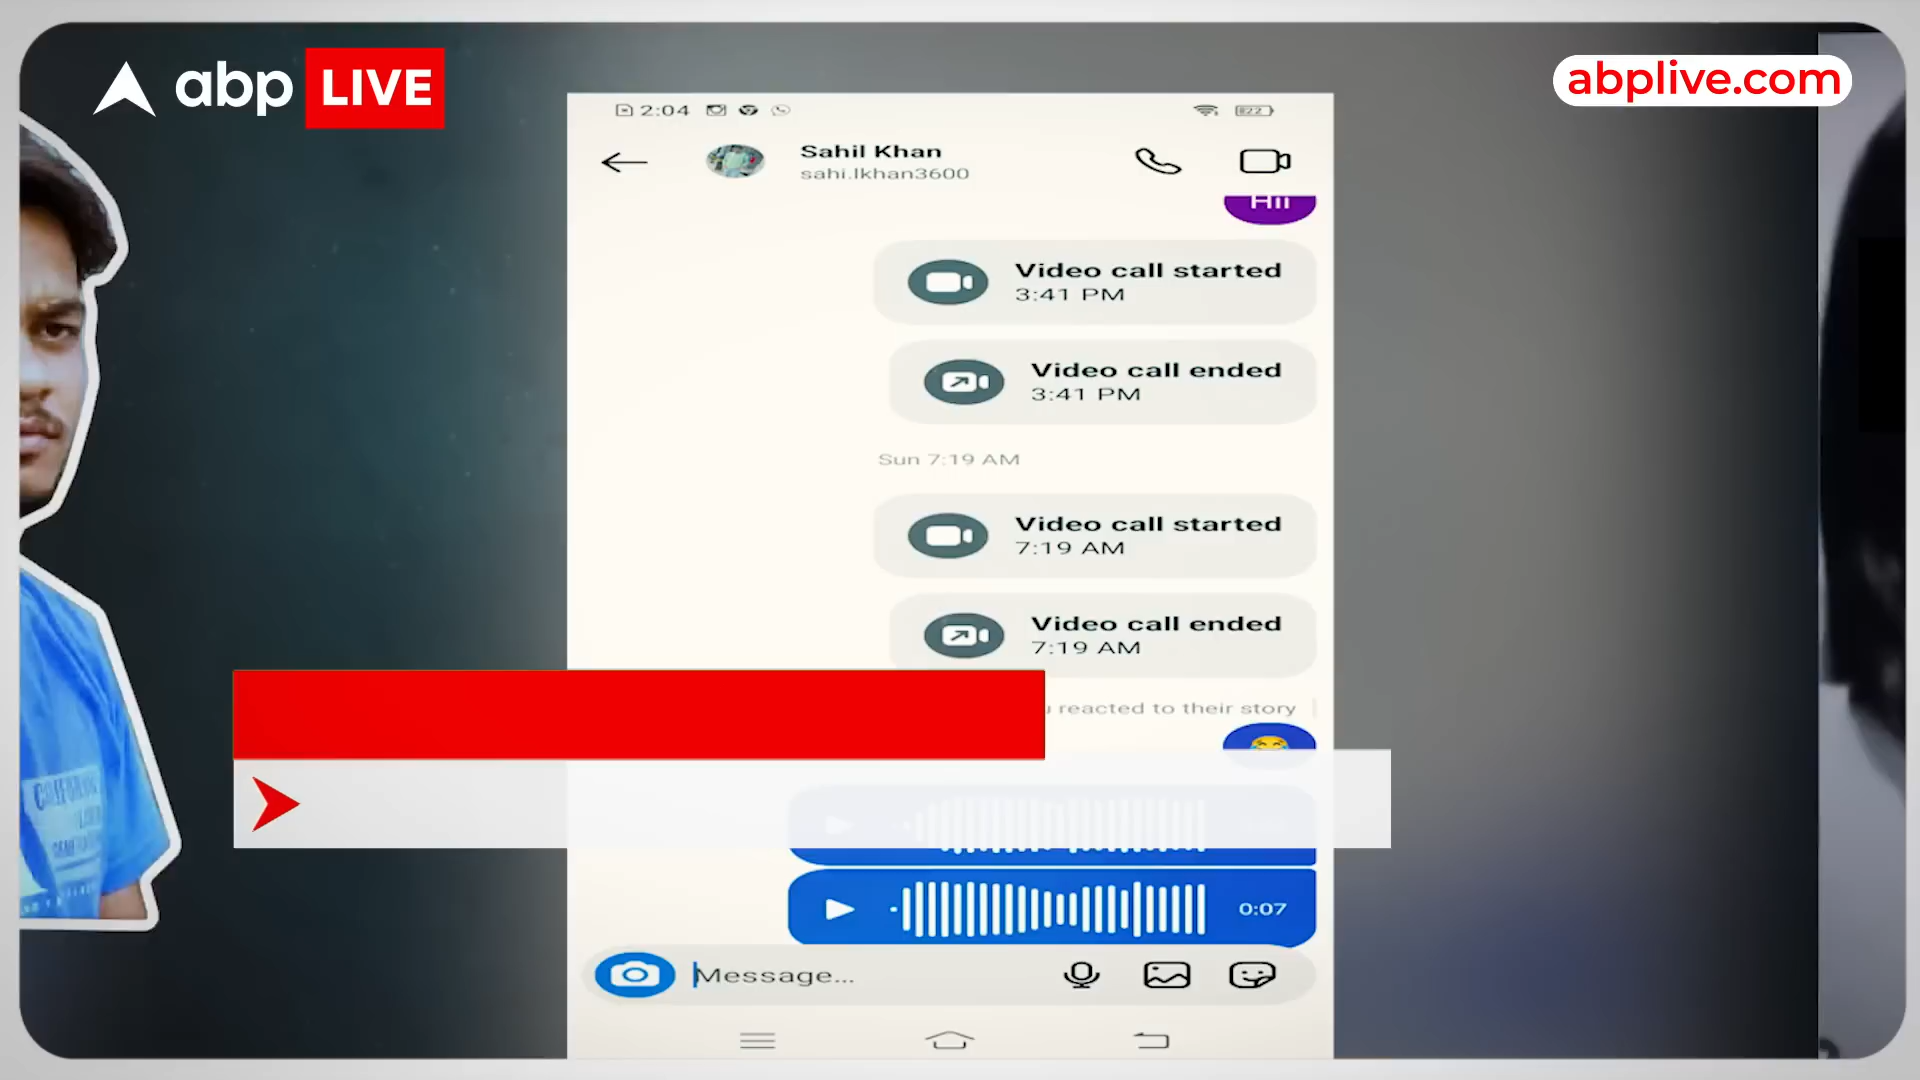 abp LIVE
abplive.com
2:04
822
Sahil Khan
sahi.lkhan3600
Hii
Video call started
3:41 PM
Video call ended
3:41 PM
Sun 7:19 AM
Video call started
7:19 AM
Video call ended
7:19 AM
reacted to their story
0:07
Message...